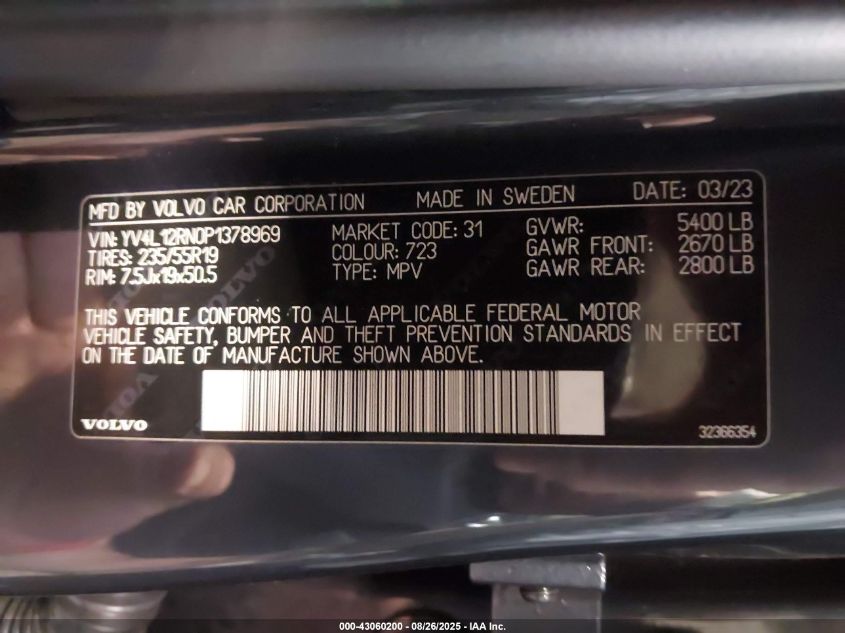 MFD BY VOLVO CAR CORPORATION MADE IN SWEDEN DATE: 03/23
VIN: YV4L12RN0P1378969 MARKET CODE: 31 GVWR: 5400 LB
TIRES: 235/55R19 COLOUR: 723 GAWR FRONT: 2670 LB
RIM: 7.5Jx19x50.5 TYPE: MPV GAWR REAR: 2800 LB
THIS VEHICLE CONFORMS TO ALL APPLICABLE FEDERAL MOTOR
VEHICLE SAFETY, BUMPER AND THEFT PREVENTION STANDARDS IN EFFECT
ON THE DATE OF MANUFACTURE SHOWN ABOVE.
VOLVO 32366354
000-43060200 - 08/26/2025 - IAA Inc.